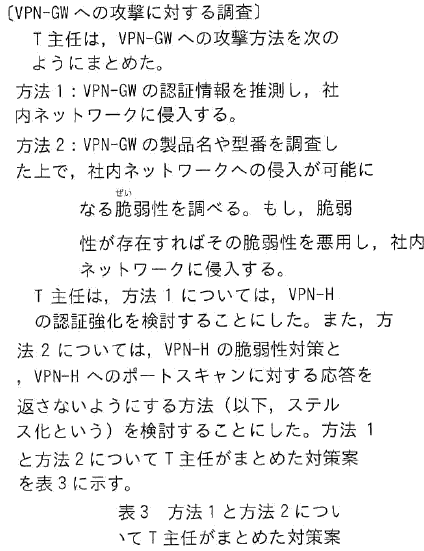 〔VPN-GW への攻撃に対する調査〕
T 主任は，VPN-GW への攻撃方法を次の
ようにまとめた。
方法 1：VPN-GW の認証情報を推測し，社
内ネットワークに侵入する。
方法 2：VPN-GW の製品名や型番を調査し
た上で，社内ネットワークへの侵入が可能に
ぜい
なる脆弱性を調べる。もし，脆弱
性が存在すればその脆弱性を悪用し，社内
ネットワークに侵入する。
T 主任は，方法 1 については，VPN-H
の認証強化を検討することにした。また，方
法 2 については，VPN-H の脆弱性対策と
，VPN-H へのポートスキャンに対する応答を
返さないようにする方法（以下，ステル
ス化という）を検討することにした。方法 1
と方法 2 について T 主任がまとめた対策案
を表 3 に示す。
表 3　方法 1 と方法 2 につい
いて T 主任がまとめた対策案